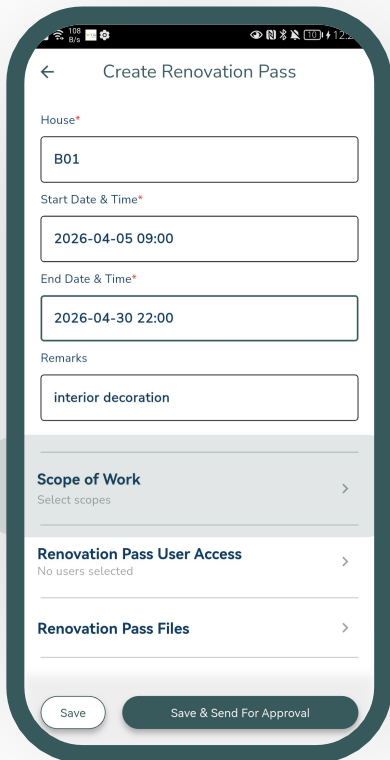 108
B/s
10
Create Renovation Pass
House*
B01
Start Date & Time*
2026-04-05 09:00
End Date & Time*
2026-04-30 22:00
Remarks
interior decoration
Scope of Work
Select scopes
Renovation Pass User Access
No users selected
Renovation Pass Files
Save
Save & Send For Approval